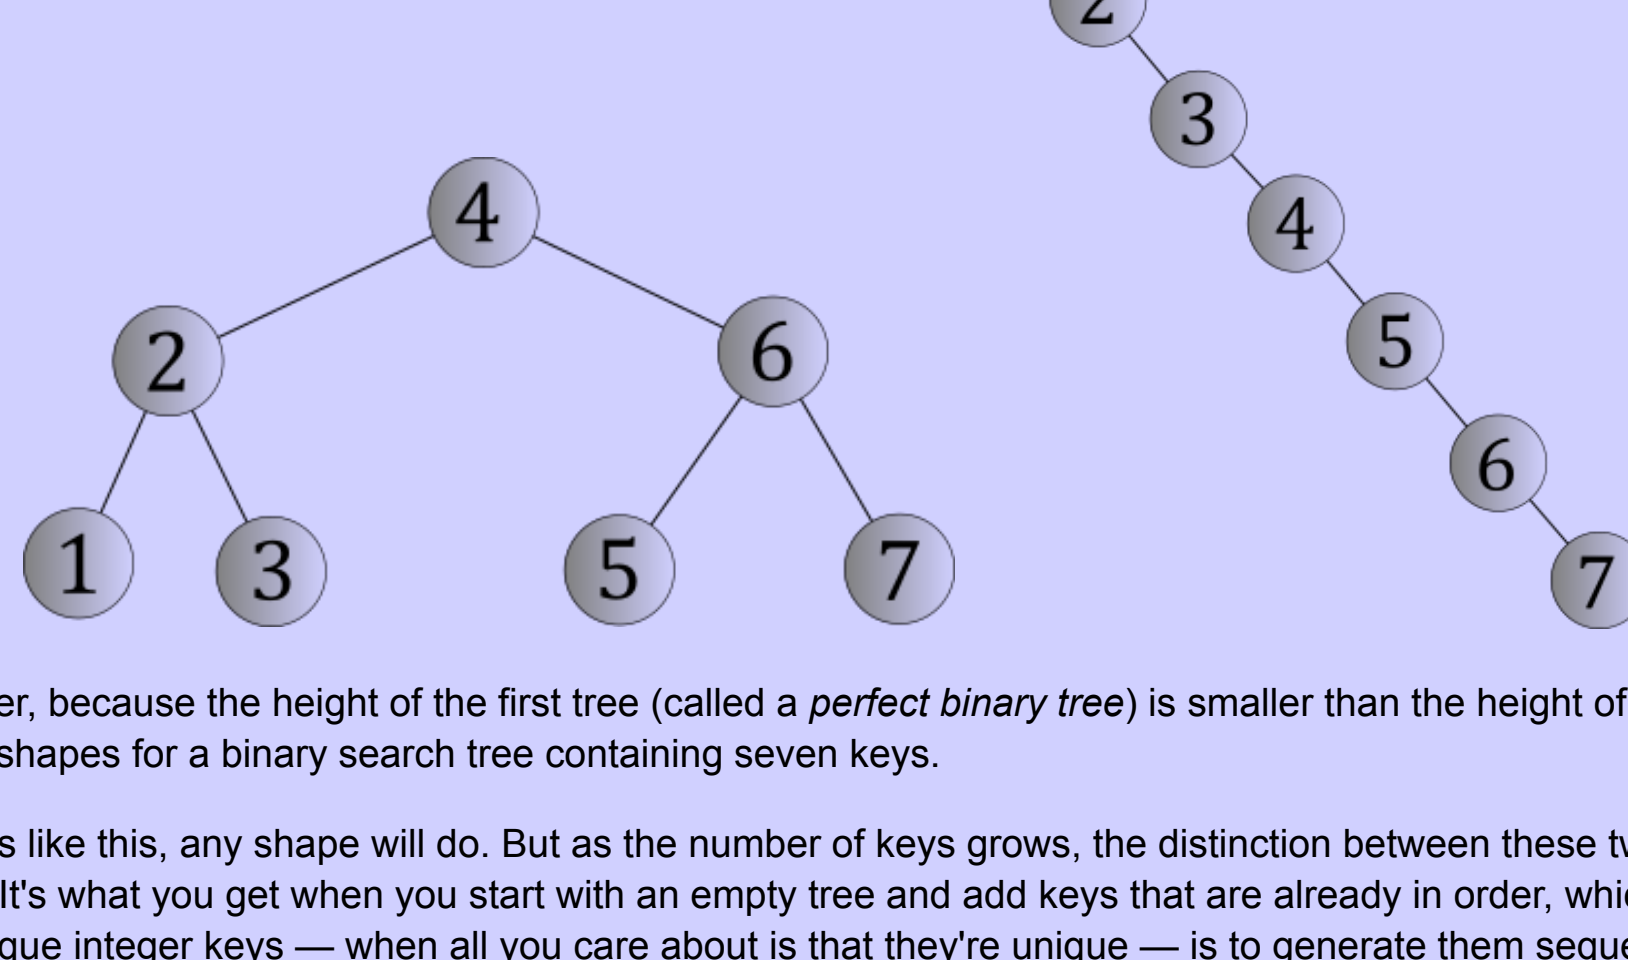 4
2
6
1
3
5
7
2
3
4
5
6
7
er, because the height of the first tree (called a perfect binary tree) is smaller than the height of
shapes for a binary search tree containing seven keys.
s like this, any shape will do. But as the number of keys grows, the distinction between these tw
It's what you get when you start with an empty tree and add keys that are already in order, whic
que integer keys — when all you care about is that they're unique — is to generate them seque